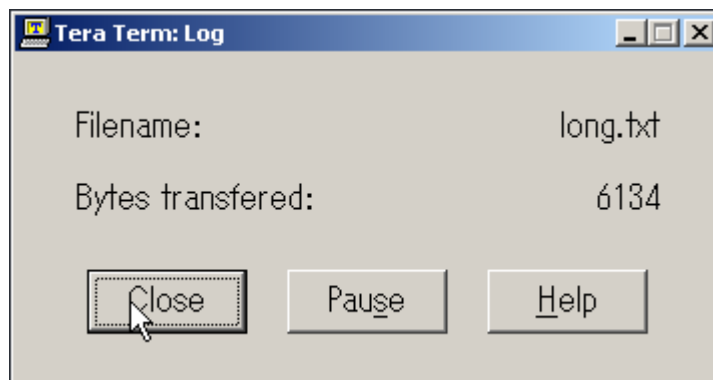 Tera Term: Log
Filename: long.txt
Bytes transfered: 6134
Close Pause Help